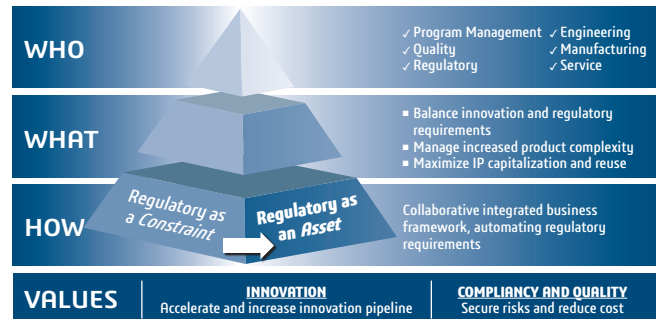 WHO
✓ Program Management ✓ Engineering
✓ Quality ✓ Manufacturing
✓ Regulatory ✓ Service
WHAT
■ Balance innovation and regulatory
requirements
■ Manage increased product complexity
■ Maximize IP capitalization and reuse
HOW
Regulatory as
a Constraint
Regulatory as
an Asset
Collaborative integrated business
framework, automating regulatory
requirements
VALUES
INNOVATION
Accelerate and increase innovation pipeline
COMPLIANCY AND QUALITY
Secure risks and reduce cost